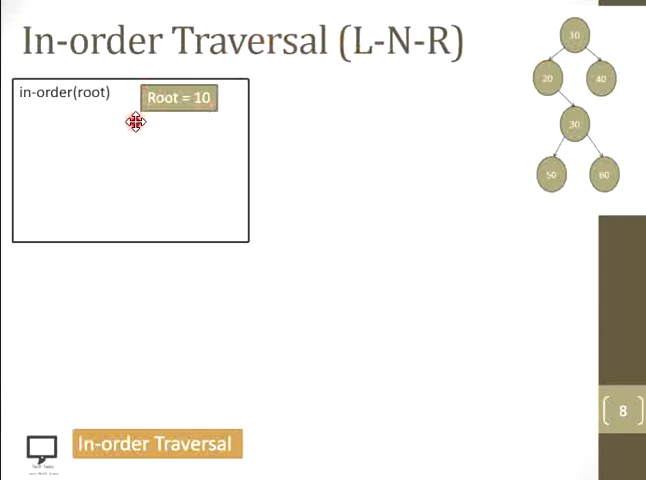 In-order Traversal (L-N-R)
in-order(root)
Root = 10
10
20
40
30
50
60
8
In-order Traversal